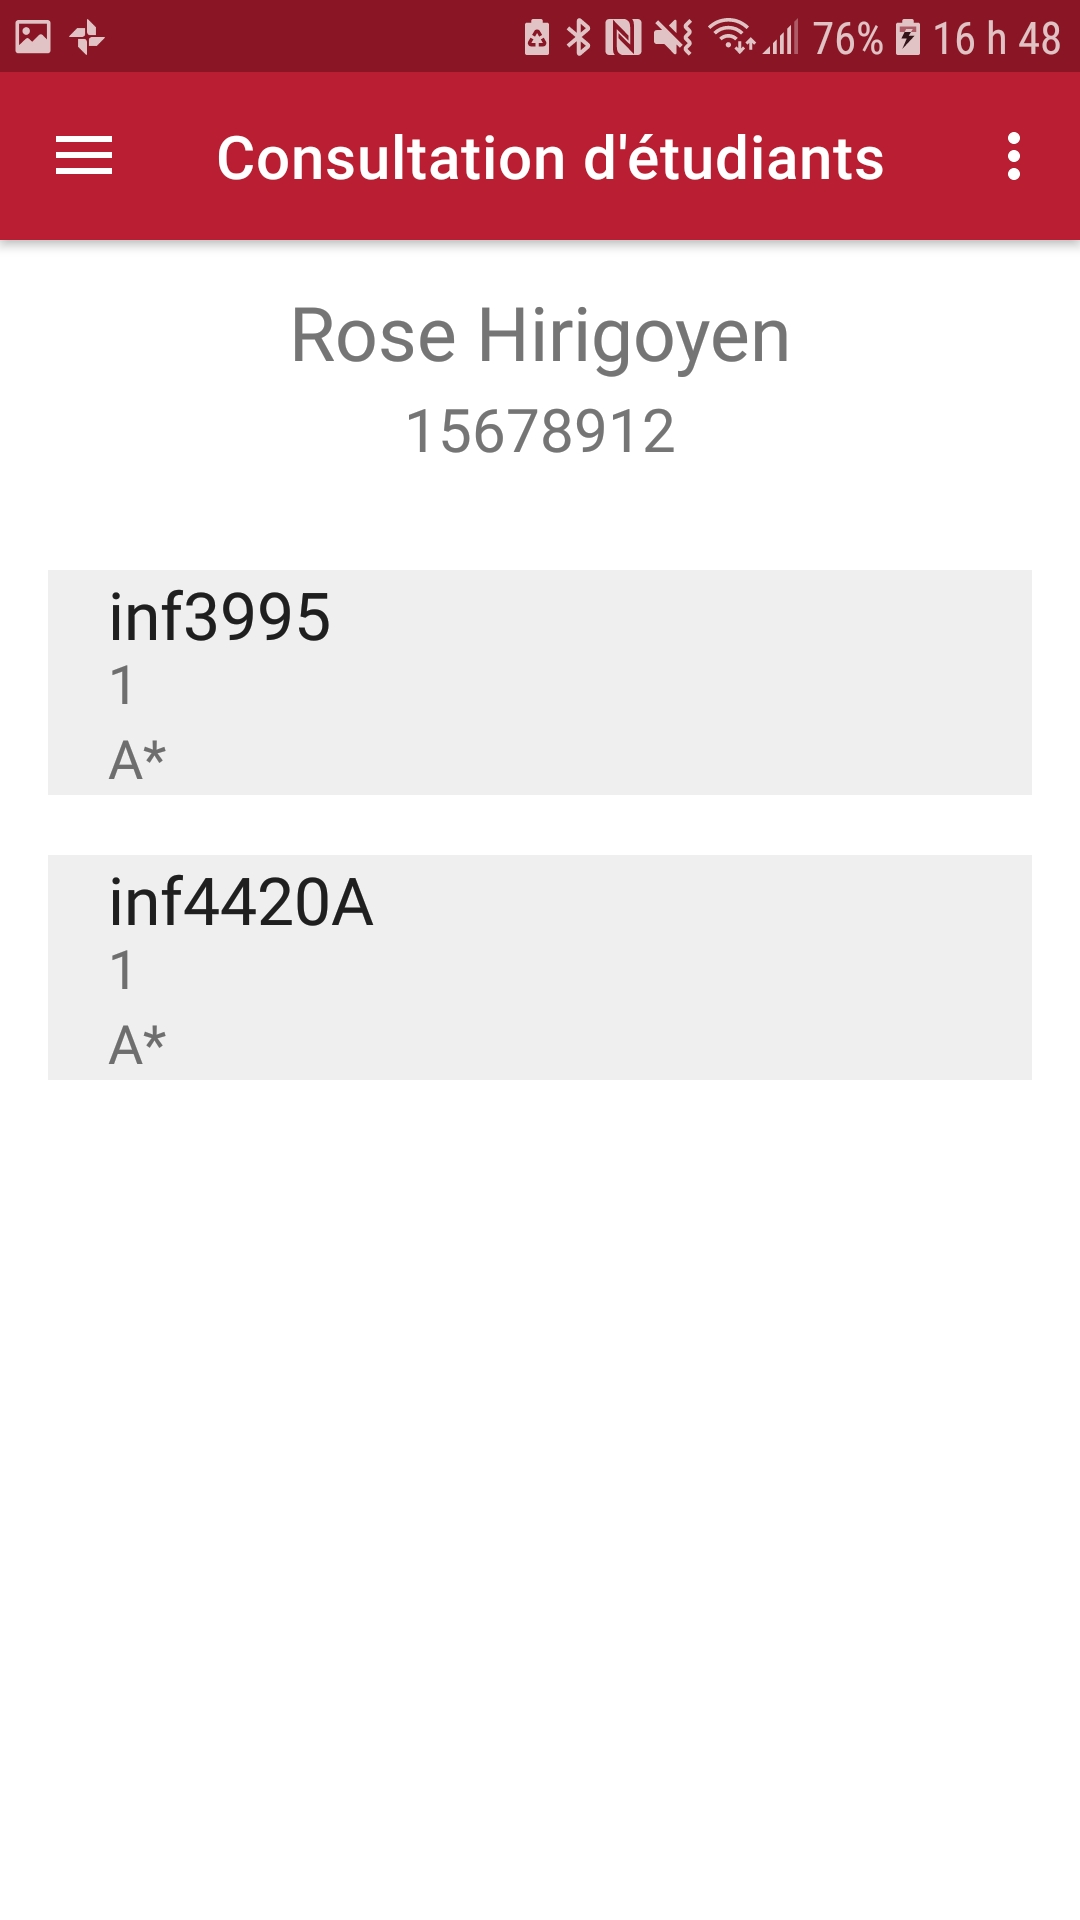 76% 16 h 48
Consultation d'étudiants
Rose Hirigoyen
15678912
inf3995
1
A*
inf4420A
1
A*